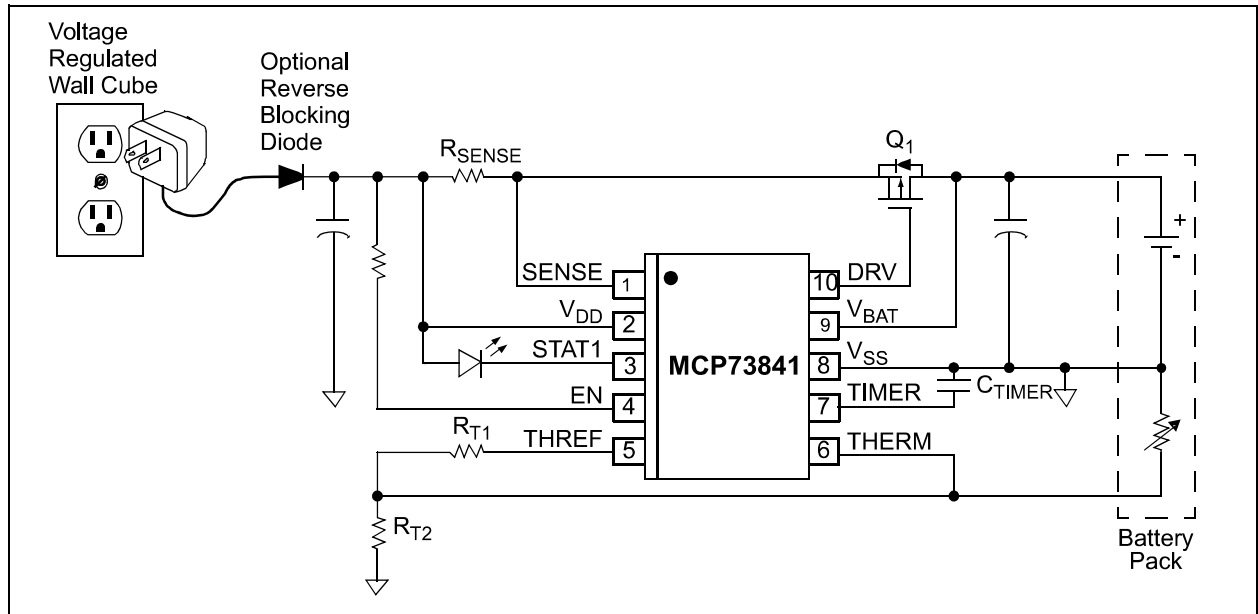 Voltage
Regulated
Wall Cube
Optional
Reverse
Blocking
Diode
RSENSE
Q1
+
-
SENSE
1
10
DRV
VDD
2
9
VBAT
STAT1
3
MCP73841
8
VSS
EN
4
7
TIMER
CTIMER
RT1
THREF
5
6
THERM
RT2
Battery
Pack